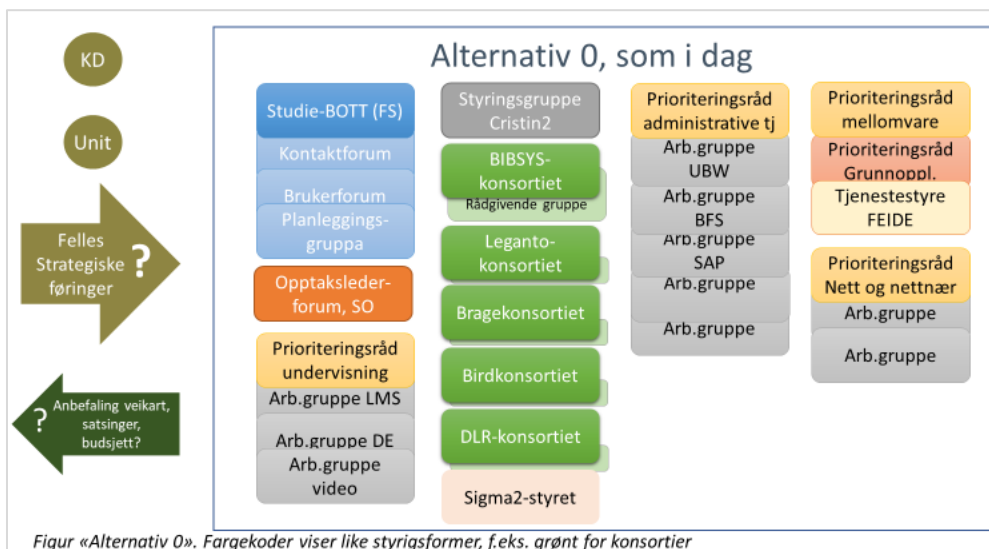 Alternativ 0, som i dag
KD
Unit
Felles
Strategiske
føringer
?
?
Anbefaling veikart,
satsinger,
budsjett?
Studie-BOTT (FS)
Kontaktforum
Brukerforum
Planleggings-
gruppa
Opptaksleder-
forum, SO
Prioriteringsråd
undervisning
Arb.gruppe LMS
Arb.gruppe DE
Arb.gruppe
video
Styringsgruppe
Cristin2
BIBSYS-
konsortiet
Rådgivende gruppe
Leganto-
konsortiet
Bragekonsortiet
Birdkonsortiet
DLR-konsortiet
Sigma2-styret
Prioriteringsråd
administrative tj
Arb.gruppe
UBW
Arb.gruppe
BFS
Arb.gruppe
SAP
Arb.gruppe
Arb.gruppe
Prioriteringsråd
mellomvare
Prioriteringsråd
Grunnoppl.
Tjenestestyre
FEIDE
Prioriteringsråd
Nett og nettnær
Arb.gruppe
Arb.gruppe
Figur «Alternativ 0». Fargekoder viser like styrigsformer, f.eks. grønt for konsortier